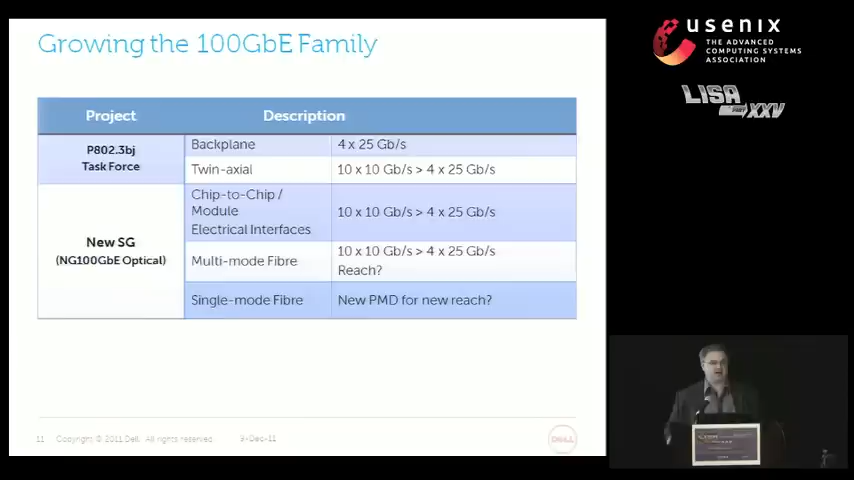 Growing the 100GbE Family
Project Description
P802.3bj
Task Force
Backplane 4 x 25 Gb/s
Twin-axial 10 x 10 Gb/s > 4 x 25 Gb/s
New SG
(NG100GbE Optical)
Chip-to-Chip /
Module
Electrical Interfaces
10 x 10 Gb/s > 4 x 25 Gb/s
Multi-mode Fibre
10 x 10 Gb/s > 4 x 25 Gb/s
Reach?
Single-mode Fibre New PMD for new reach?
11 Copyright © 2011 Dell. All rights reserved 9-Dec-11
DELL
usenix
THE ADVANCED
COMPUTING SYSTEMS
ASSOCIATION
LISA XXV